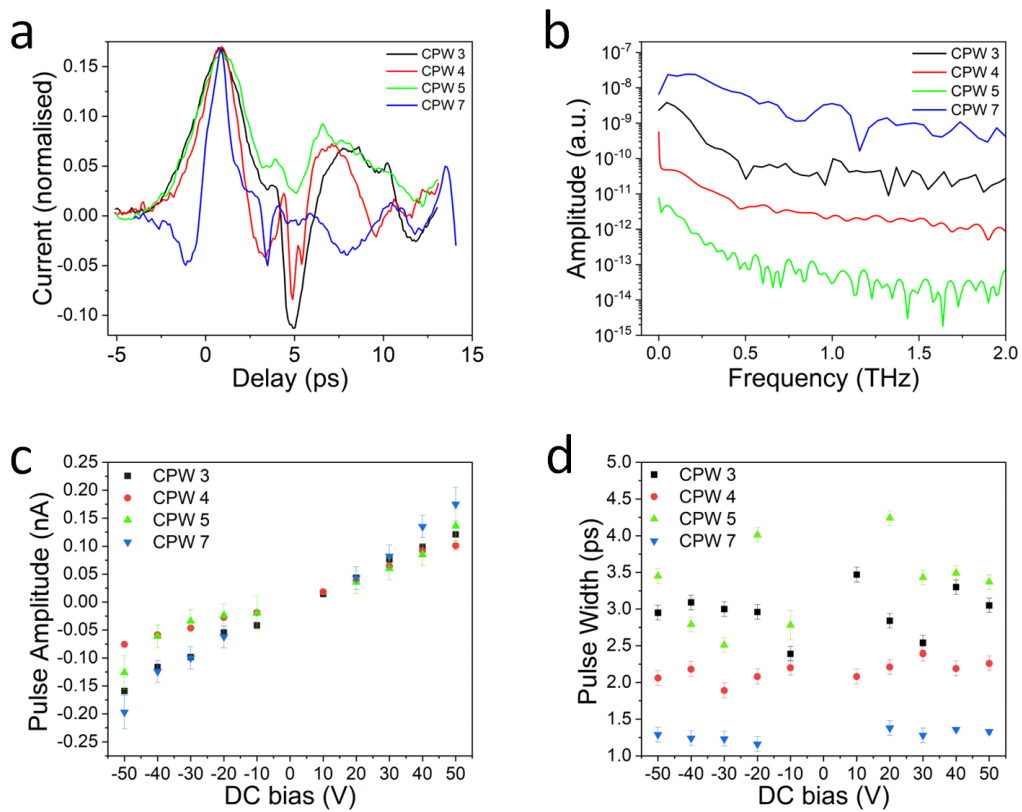 a
Current (normalised)
0.15
0.10
0.05
0.00
-0.05
-0.10
-5
0
5
10
15
Delay (ps)
CPW 3
CPW 4
CPW 5
CPW 7
b
Amplitude (a.u.)
10-7
10-8
10-9
10-10
10-11
10-12
10-13
10-14
10-15
0.0
0.5
1.0
1.5
2.0
Frequency (THz)
CPW 3
CPW 4
CPW 5
CPW 7
c
Pulse Amplitude (nA)
0.25
0.20
0.15
0.10
0.05
0.00
-0.05
-0.10
-0.15
-0.20
-0.25
-50 -40 -30 -20 -10 0 10 20 30 40 50
DC bias (V)
CPW 3
CPW 4
CPW 5
CPW 7
d
Pulse Width (ps)
5.0
4.5
4.0
3.5
3.0
2.5
2.0
1.5
1.0
-50 -40 -30 -20 -10 0 10 20 30 40 50
DC bias (V)
CPW 3
CPW 4
CPW 5
CPW 7